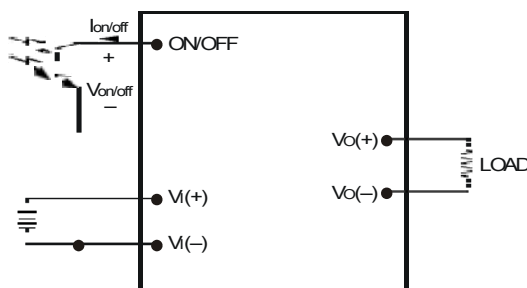 Ion/off
ON/OFF
+
Von/off
–
VO(+)
LOAD
VO(–)
VI(+)
VI(–)